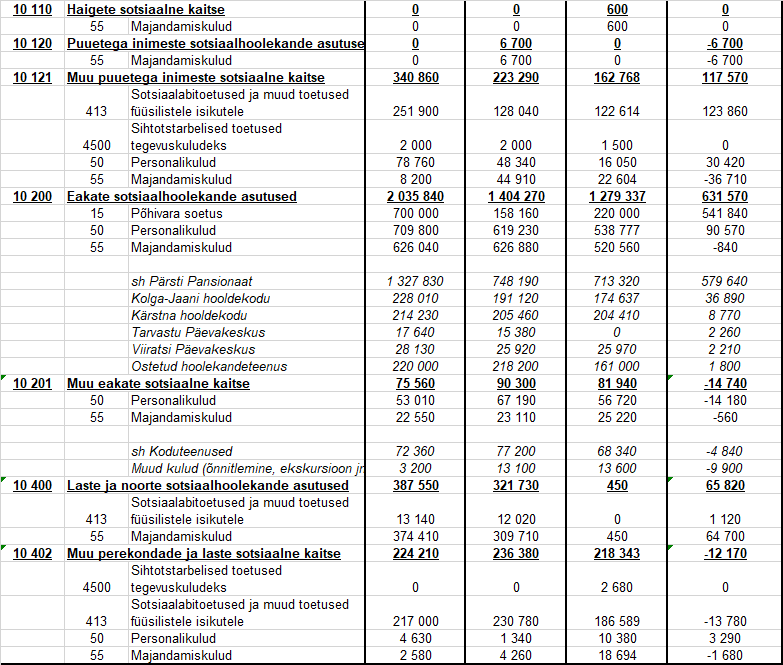 10 110 Haigete sotsiaalne kaitse 0 0 600 0
55 Majandamiskulud 0 0 600 0
10 120 Puuetega inimeste sotsiaalhoolekande asutuse 0 6 700 0 -6 700
55 Majandamiskulud 0 6 700 0 -6 700
10 121 Muu puuetega inimeste sotsiaalne kaitse 340 860 223 290 162 768 117 570
Sotsiaalabitoetused ja muud toetused
413 füüsilistele isikutele 251 900 128 040 122 614 123 860
Sihtotstarbelised toetused
4500 tegevuskuludeks 2 000 2 000 1 500 0
50 Personalikulud 78 760 48 340 16 050 30 420
55 Majandamiskulud 8 200 44 910 22 604 -36 710
10 200 Eakate sotsiaalhoolekande asutused 2 035 840 1 404 270 1 279 337 631 570
15 Põhivara soetus 700 000 158 160 220 000 541 840
50 Personalikulud 709 800 619 230 538 777 90 570
55 Majandamiskulud 626 040 626 880 520 560 -840
sh Pärsti Pansionaat 1 327 830 748 190 713 320 579 640
Kolga-Jaani hooldekodu 228 010 191 120 174 637 36 890
Kärstna hooldekodu 214 230 205 460 204 410 8 770
Tarvastu Päevakeskus 17 640 15 380 0 2 260
Viiratsi Päevakeskus 28 130 25 920 25 970 2 210
Ostetud hoolekandeteenus 220 000 218 200 161 000 1 800
10 201 Muu eakate sotsiaalne kaitse 75 560 90 300 81 940 -14 740
50 Personalikulud 53 010 67 190 56 720 -14 180
55 Majandamiskulud 22 550 23 110 25 220 -560
sh Koduteenused 72 360 77 200 68 340 -4 840
Muud kulud (õnnitlemine, ekskursioon jr 3 200 13 100 13 600 -9 900
10 400 Laste ja noorte sotsiaalhoolekande asutused 387 550 321 730 450 65 820
Sotsiaalabitoetused ja muud toetused
413 füüsilistele isikutele 13 140 12 020 0 1 120
55 Majandamiskulud 374 410 309 710 450 64 700
10 402 Muu perekondade ja laste sotsiaalne kaitse 224 210 236 380 218 343 -12 170
Sihtotstarbelised toetused
4500 tegevuskuludeks 0 0 2 680 0
Sotsiaalabitoetused ja muud toetused
413 füüsilistele isikutele 217 000 230 780 186 589 -13 780
50 Personalikulud 4 630 1 340 10 380 3 290
55 Majandamiskulud 2 580 4 260 18 694 -1 680